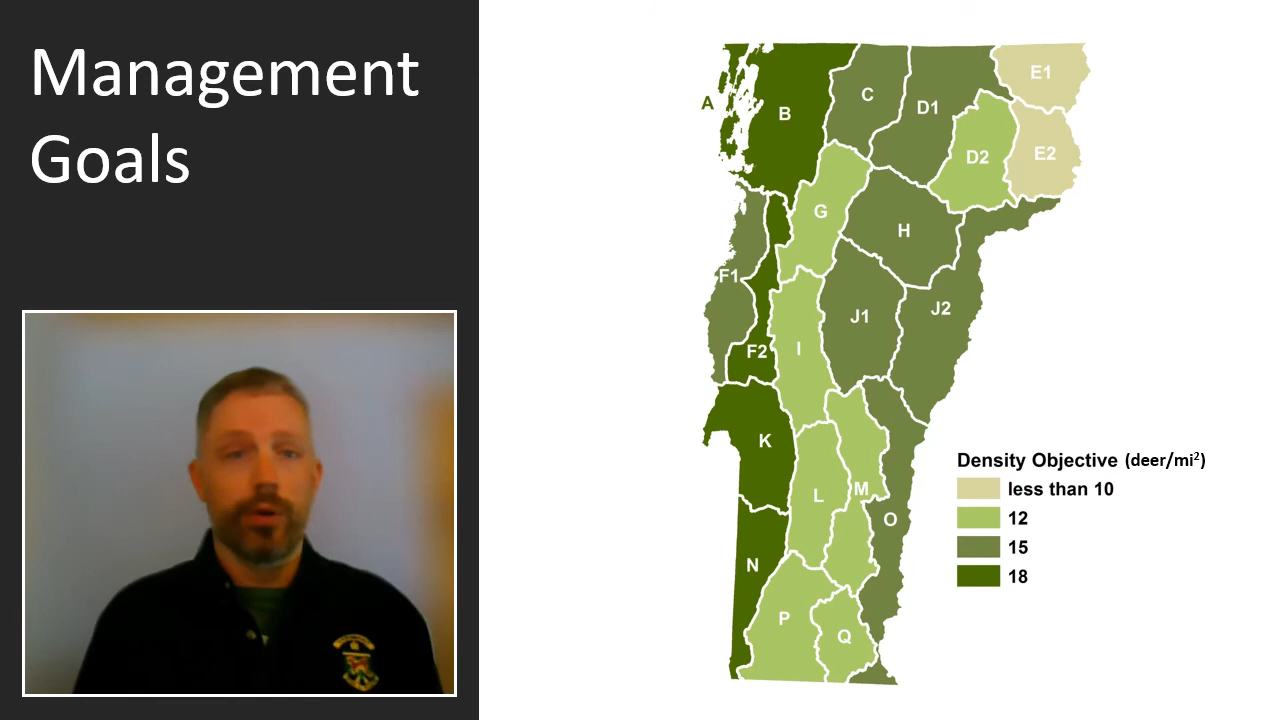 Management
Goals
A
B
C
D1
E1
D2
E2
G
H
F1
J1
J2
F2
I
K
L
M
O
N
P
Q
Density Objective (deer/mi²)
less than 10
12
15
18